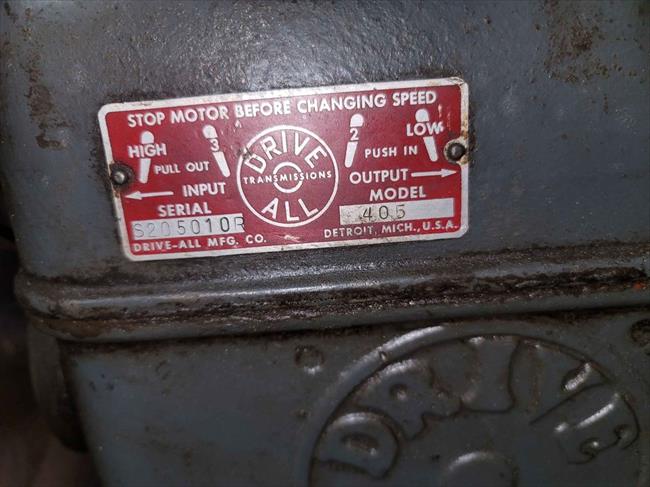 STOP MOTOR BEFORE CHANGING SPEED
HIGH 3 2 LOW
PULL OUT PUSH IN
DRIVE
TRANSMISSIONS
ALL
INPUT OUTPUT
SERIAL MODEL
S205010R 405
DRIVE-ALL MFG. CO. DETROIT, MICH., U.S.A.
DRIVE